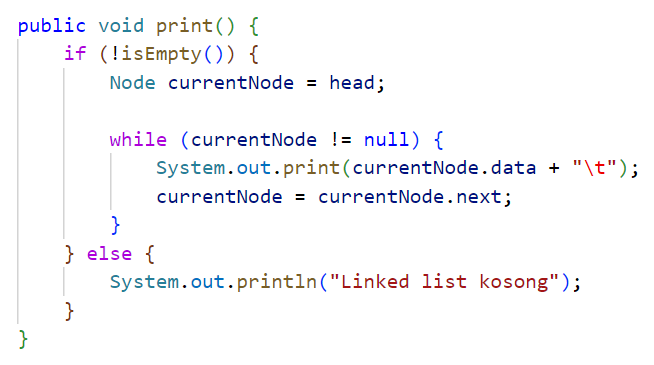 public void print() {
    if (!isEmpty()) {
        Node currentNode = head;

        while (currentNode != null) {
            System.out.print(currentNode.data + "\t");
            currentNode = currentNode.next;
        }
    } else {
        System.out.println("Linked list kosong");
    }
}